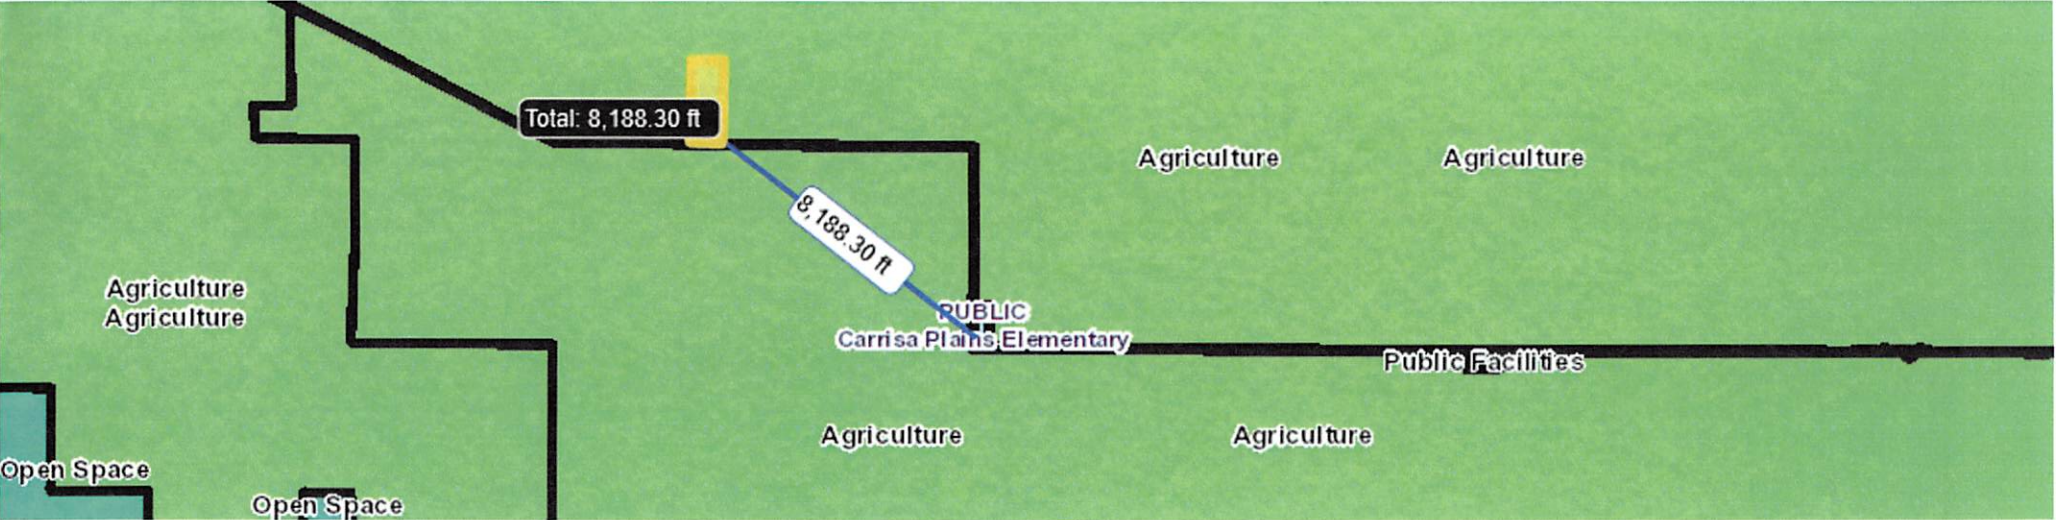 Total: 8,188.30 ft
Agriculture
Agriculture
8,188.30 ft
Agriculture
Agriculture
PUBLIC
Carrisa Plains Elementary
Public Facilities
Agriculture
Agriculture
Open Space
Open Space